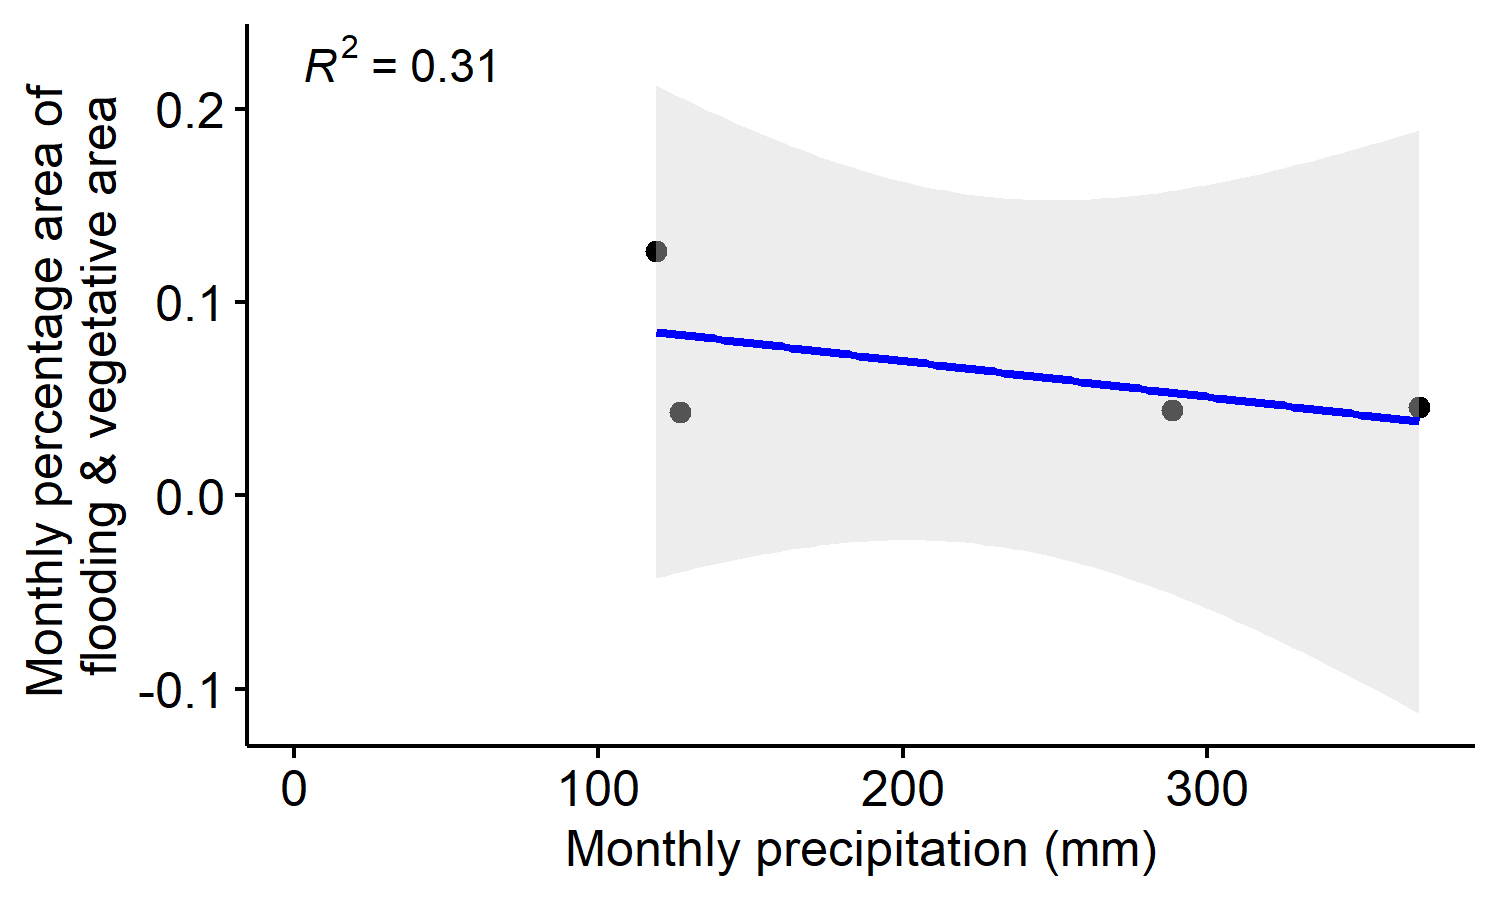 R² = 0.31
Monthly percentage area of
flooding & vegetative area
0.2
0.1
0.0
-0.1
0 100 200 300
Monthly precipitation (mm)